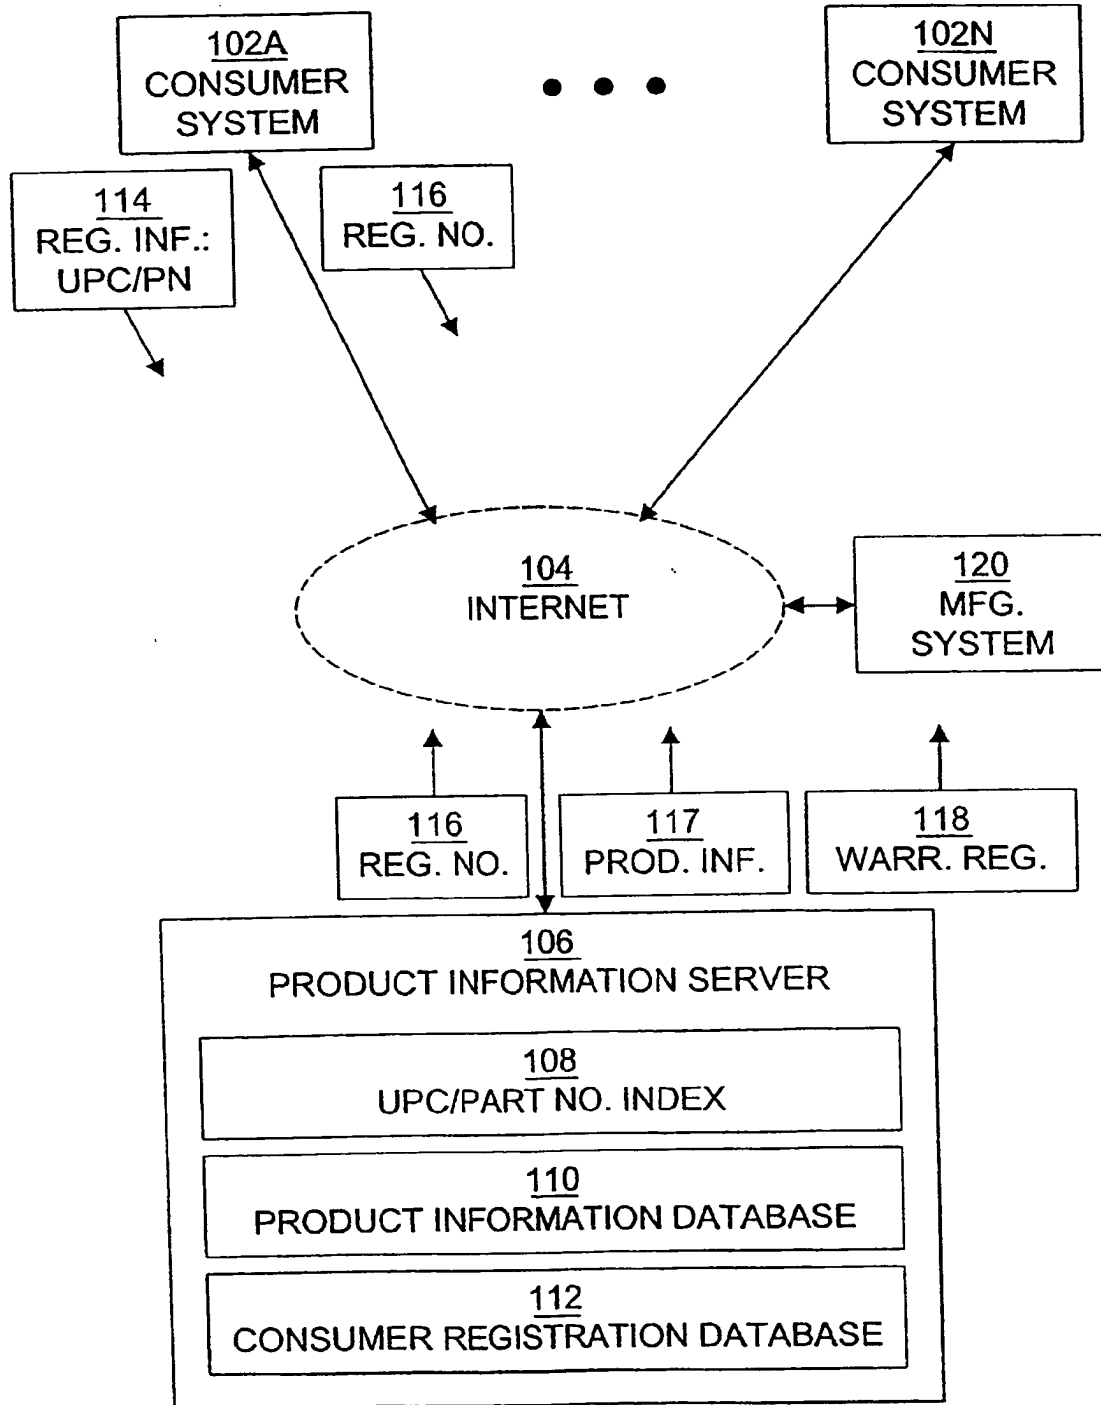 102A
CONSUMER
SYSTEM
102N
CONSUMER
SYSTEM
114
REG. INF.:
UPC/PN
116
REG. NO.
104
INTERNET
120
MFG.
SYSTEM
116
REG. NO.
117
PROD. INF.
118
WARR. REG.
106
PRODUCT INFORMATION SERVER
108
UPC/PART NO. INDEX
110
PRODUCT INFORMATION DATABASE
112
CONSUMER REGISTRATION DATABASE